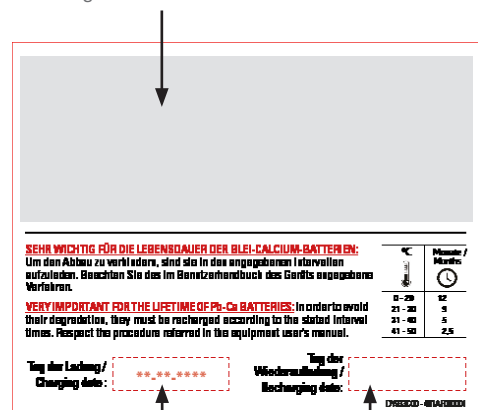 SEHR WICHTIG FÜR DIE LEBENSDAUER DER BLEI-CALCIUM-BATTERIEN:
Um den Abbau zu verhindern, sind sie in den angegebenen Intervallen
aufzuladen. Beachten Sie das im Benutzerhandbuch des Geräts angegebene
Verfahren.
VERY IMPORTANT FOR THE LIFETIME OF Pb-Ca BATTERIES: In order to avoid
their degradation, they must be recharged according to the stated interval
times. Respect the procedure referred in the equipment user's manual.
°C Monate / Months
0 - 20 12
21 - 30 9
31 - 40 5
41 - 50 2,5
Tag der Ladung /
Charging date: **-**-****
Tag der
Wiederaufladung /
Recharging date: